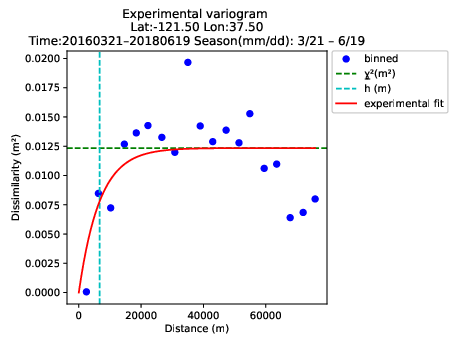 Experimental variogram
Lat:-121.50 Lon:37.50
Time:20160321–20180619 Season(mm/dd): 3/21 – 6/19
0.0200
0.0175
0.0150
0.0125
0.0100
0.0075
0.0050
0.0025
0.0000
Dissimilarity (m²)
0
20000
40000
60000
Distance (m)
binned
χ²(m²)
h (m)
experimental fit